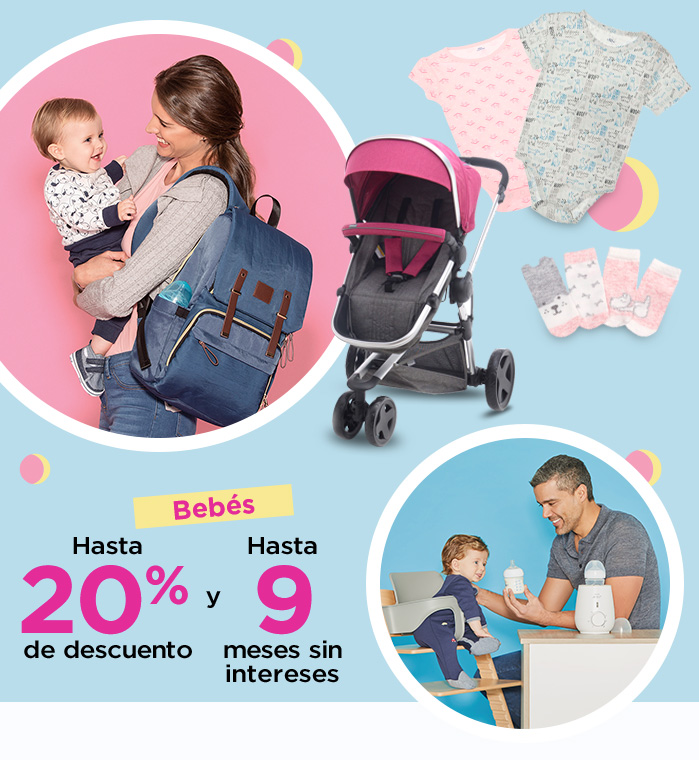 Bebés
Hasta
20%
de descuento
y
Hasta
9
meses sin
intereses